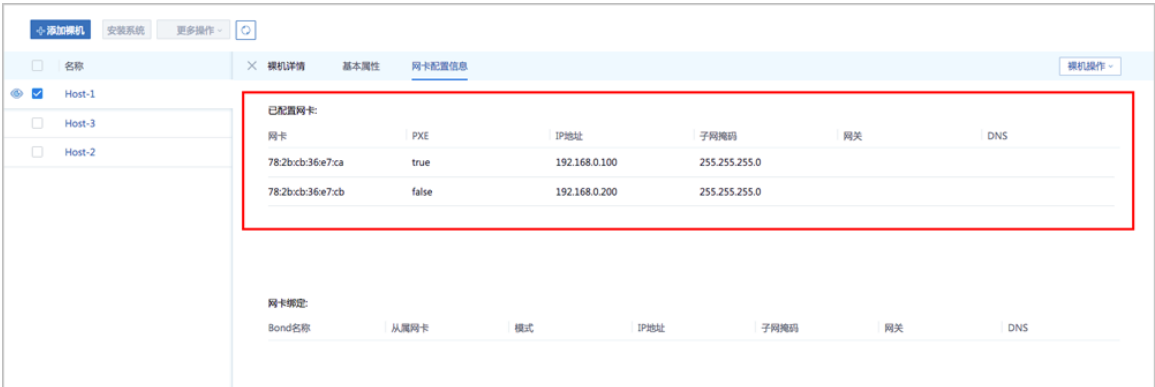 添加裸机 安装系统 更多操作
名称 裸机详情 基本属性 网卡配置信息 裸机操作
Host-1
Host-3
Host-2
已配置网卡:
网卡 PXE IP地址 子网掩码 网关 DNS
78:2b:cb:36:e7:ca true 192.168.0.100 255.255.255.0
78:2b:cb:36:e7:cb false 192.168.0.200 255.255.255.0
网卡绑定:
Bond名称 从属网卡 模式 IP地址 子网掩码 网关 DNS